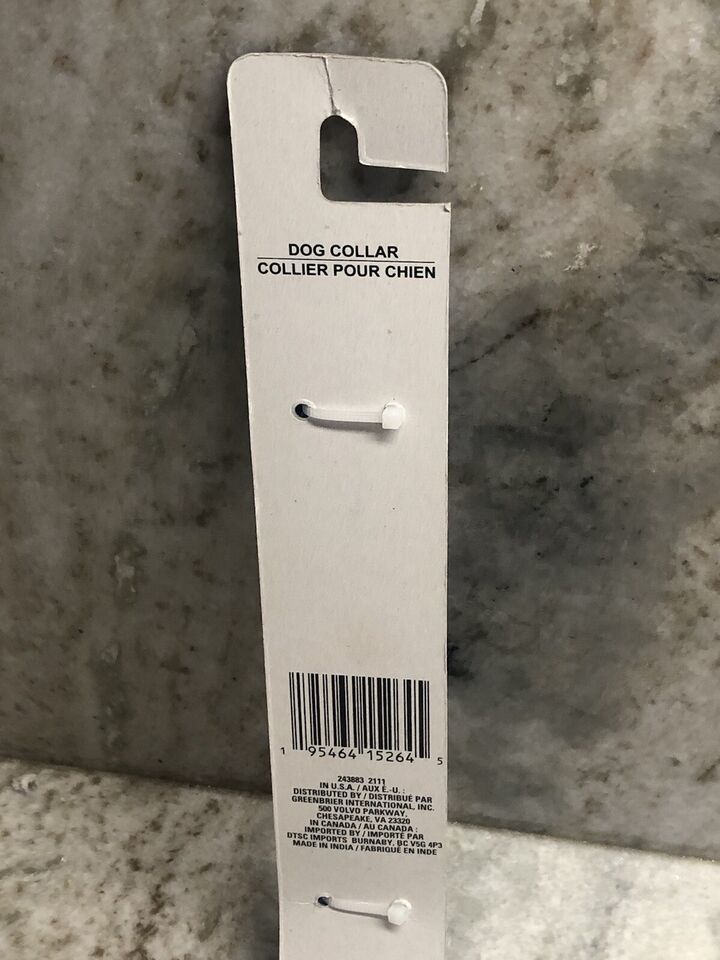 DOG COLLAR
COLLIER POUR CHIEN
1 95464 15264 5
243883 2111
IN U.S.A. / AUX É.-U. :
DISTRIBUTED BY / DISTRIBUÉ PAR
GREENBRIER INTERNATIONAL, INC.
500 VOLVO PARKWAY,
CHESAPEAKE, VA 23320
IN CANADA / AU CANADA :
IMPORTED BY / IMPORTÉ PAR
DTSC IMPORTS BURNABY, BC V5G 4P3
MADE IN INDIA / FABRIQUÉ EN INDE